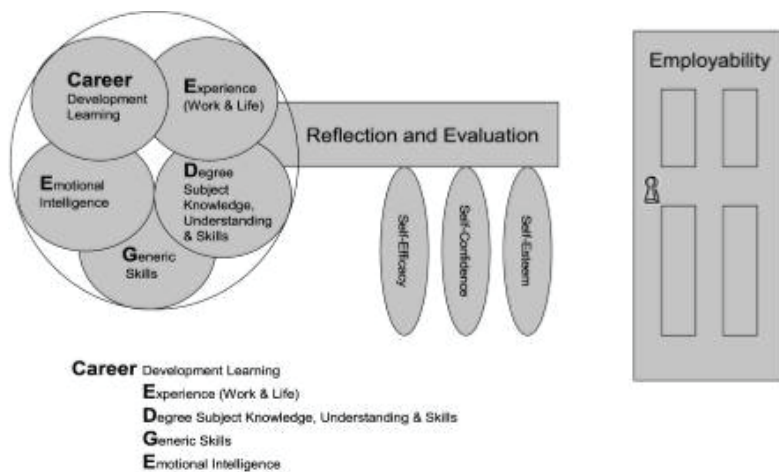 Career
Development
Learning
Experience
(Work & Life)
Emotional
Intelligence
Degree
Subject
Knowledge,
Understanding
& Skills
Generic
Skills
Reflection and Evaluation
Self-Efficacy
Self-Confidence
Self-Esteem
Employability
Career Development Learning
Experience (Work & Life)
Degree Subject Knowledge, Understanding & Skills
Generic Skills
Emotional Intelligence